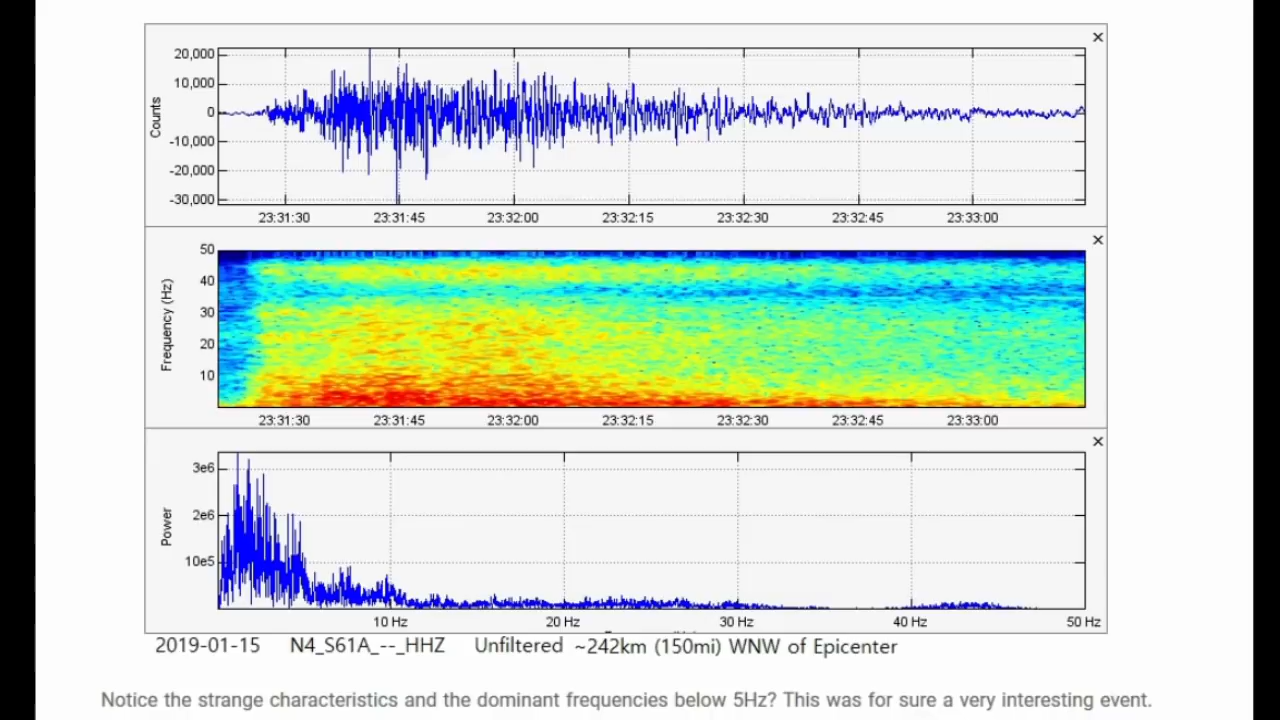 ×
20,000
10,000
0
-10,000
-20,000
-30,000
Counts
23:31:30 23:31:45 23:32:00 23:32:15 23:32:30 23:32:45 23:33:00
×
50
40
30
20
10
Frequency (Hz)
23:31:30 23:31:45 23:32:00 23:32:15 23:32:30 23:32:45 23:33:00
×
3e6
2e6
10e5
Power
10 Hz 20 Hz 30 Hz 40 Hz 50 Hz
2019-01-15 N4_S61A_--_HHZ Unfiltered ~242km (150mi) WNW of Epicenter
Notice the strange characteristics and the dominant frequencies below 5Hz? This was for sure a very interesting event.